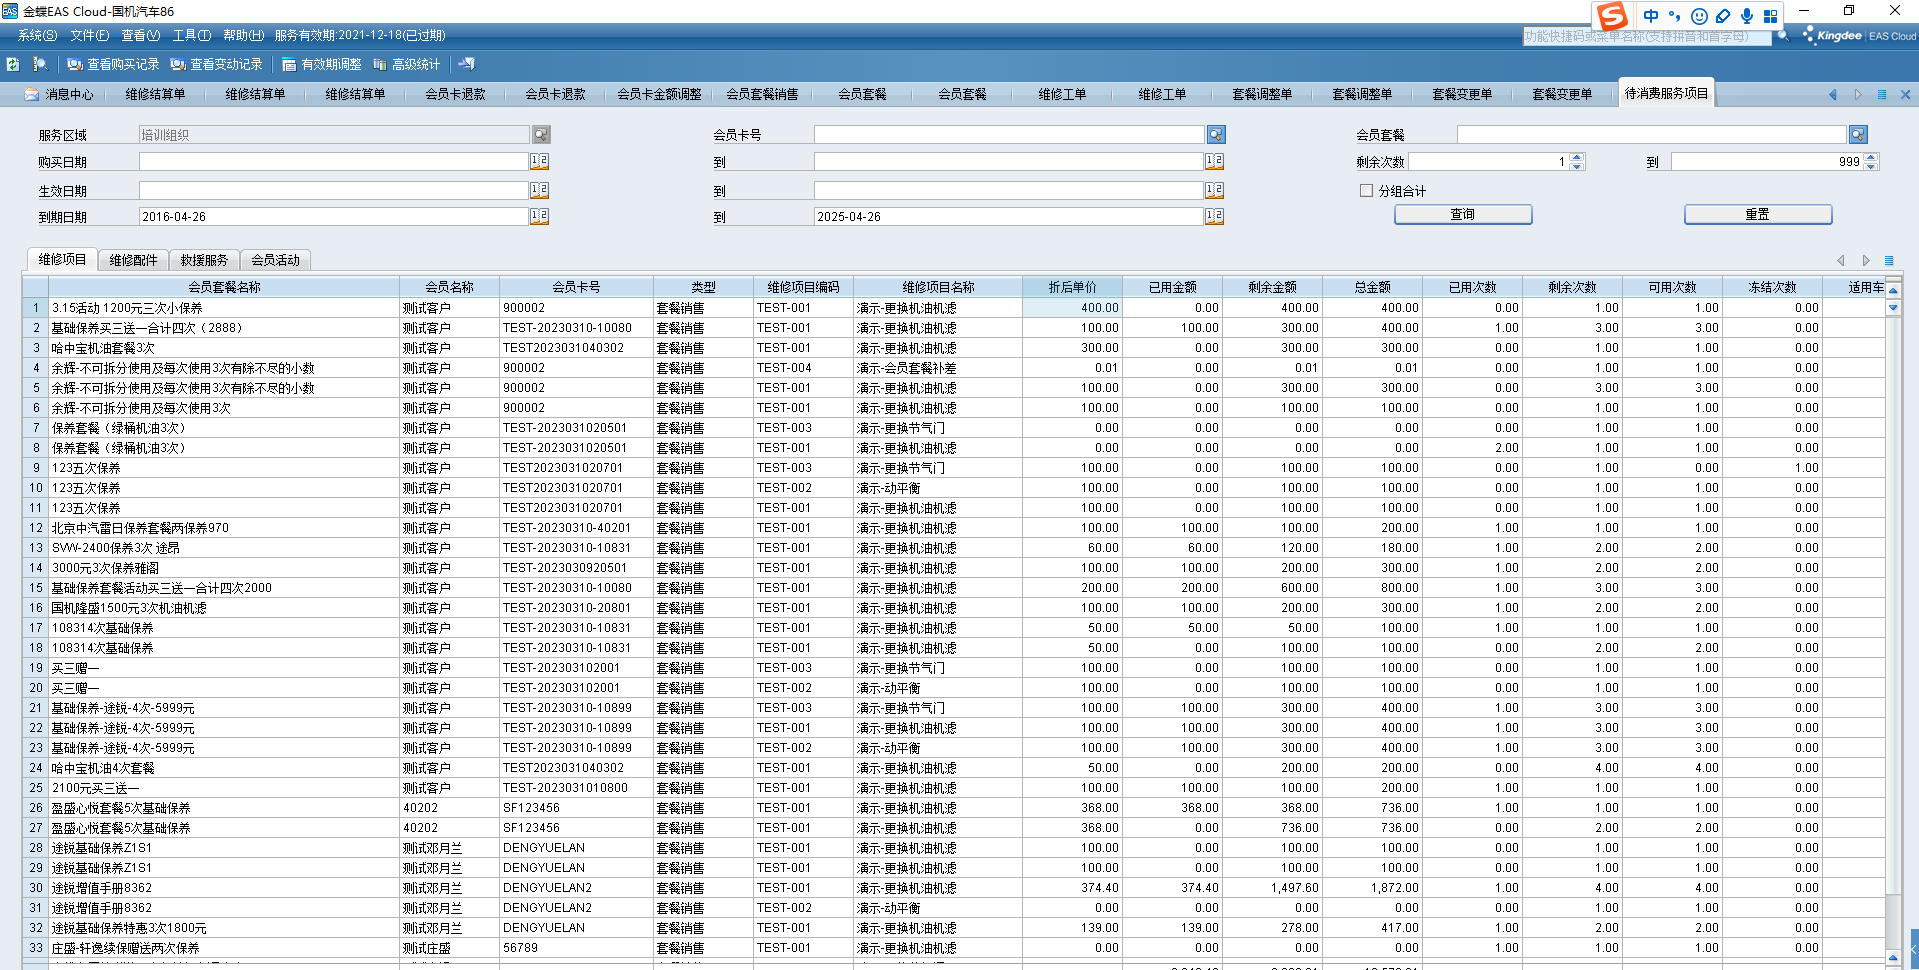 金蝶EAS Cloud-国机汽车86
系统(S) 文件(F) 查看(V) 工具(T) 帮助(H) 服务有效期:2021-12-18(已过期)
中
功能快捷码或菜单名称(支持拼音和首字母)
Kingdee | EAS Cloud
查看购买记录 查看变动记录 有效期调整 高级统计
消息中心 维修结算单 维修结算单 维修结算单 会员卡退款 会员卡退款 会员卡金额调整 会员套餐销售 会员套餐 会员套餐 维修工单 维修工单 套餐调整单 套餐调整单 套餐变更单 套餐变更单 待消费服务项目
服务区域 培训组织 会员卡号 会员套餐
购买日期 到 剩余次数 1 到 999
生效日期 到 分组合计
到期日期 2016-04-26 到 2025-04-26 查询 重置
维修项目 维修配件 救援服务 会员活动
会员套餐名称 会员名称 会员卡号 类型 维修项目编码 维修项目名称 折后单价 已用金额 剩余金额 总金额 已用次数 剩余次数 可用次数 冻结次数 适用车
1 3.15活动 1200元三次小保养 测试客户 900002 套餐销售 TEST-001 演示-更换机油机滤 400.00 0.00 400.00 400.00 0.00 1.00 1.00 0.00
2 基础保养买三送一合计四次（2888） 测试客户 TEST-20230310-10080 套餐销售 TEST-001 演示-更换机油机滤 100.00 100.00 300.00 400.00 1.00 3.00 3.00 0.00
3 哈中宝机油套餐3次 测试客户 TEST2023031040302 套餐销售 TEST-001 演示-更换机油机滤 300.00 0.00 300.00 300.00 0.00 1.00 1.00 0.00
4 余辉-不可拆分使用及每次使用3次有除不尽的小数 测试客户 900002 套餐销售 TEST-004 演示-会员套餐补差 0.01 0.00 0.01 0.01 0.00 1.00 1.00 0.00
5 余辉-不可拆分使用及每次使用3次有除不尽的小数 测试客户 900002 套餐销售 TEST-001 演示-更换机油机滤 100.00 0.00 300.00 300.00 0.00 3.00 3.00 0.00
6 余辉-不可拆分使用及每次使用3次 测试客户 900002 套餐销售 TEST-001 演示-更换机油机滤 100.00 0.00 100.00 100.00 0.00 1.00 1.00 0.00
7 保养套餐（绿桶机油3次） 测试客户 TEST-2023031020501 套餐销售 TEST-003 演示-更换节气门 0.00 0.00 0.00 0.00 0.00 1.00 1.00 0.00
8 保养套餐（绿桶机油3次） 测试客户 TEST-2023031020501 套餐销售 TEST-001 演示-更换机油机滤 0.00 0.00 0.00 0.00 2.00 1.00 1.00 0.00
9 123五次保养 测试客户 TEST2023031020701 套餐销售 TEST-003 演示-更换节气门 100.00 0.00 100.00 100.00 0.00 1.00 0.00 1.00
10 123五次保养 测试客户 TEST2023031020701 套餐销售 TEST-002 演示-动平衡 100.00 0.00 100.00 100.00 0.00 1.00 1.00 0.00
11 123五次保养 测试客户 TEST2023031020701 套餐销售 TEST-001 演示-更换机油机滤 100.00 0.00 100.00 100.00 0.00 1.00 1.00 0.00
12 北京中汽雷日保养套餐两保养970 测试客户 TEST-20230310-40201 套餐销售 TEST-001 演示-更换机油机滤 100.00 100.00 100.00 200.00 1.00 1.00 1.00 0.00
13 SVW-2400保养3次 途昂 测试客户 TEST-20230310-10831 套餐销售 TEST-001 演示-更换机油机滤 60.00 60.00 120.00 180.00 1.00 2.00 2.00 0.00
14 3000元3次保养雅阁 测试客户 TEST-2023030920501 套餐销售 TEST-001 演示-更换机油机滤 100.00 100.00 200.00 300.00 1.00 2.00 2.00 0.00
15 基础保养套餐活动买三送一合计四次2000 测试客户 TEST-20230310-10080 套餐销售 TEST-001 演示-更换机油机滤 200.00 200.00 600.00 800.00 1.00 3.00 3.00 0.00
16 国机隆盛1500元3次机油机滤 测试客户 TEST-20230310-20801 套餐销售 TEST-001 演示-更换机油机滤 100.00 100.00 200.00 300.00 1.00 2.00 2.00 0.00
17 108314次基础保养 测试客户 TEST-20230310-10831 套餐销售 TEST-001 演示-更换机油机滤 50.00 50.00 50.00 100.00 1.00 1.00 1.00 0.00
18 108314次基础保养 测试客户 TEST-20230310-10831 套餐销售 TEST-001 演示-更换机油机滤 50.00 0.00 100.00 100.00 0.00 2.00 2.00 0.00
19 买三赠一 测试客户 TEST-202303102001 套餐销售 TEST-003 演示-更换节气门 100.00 0.00 100.00 100.00 0.00 1.00 1.00 0.00
20 买三赠一 测试客户 TEST-202303102001 套餐销售 TEST-002 演示-动平衡 100.00 0.00 100.00 100.00 0.00 1.00 1.00 0.00
21 基础保养-途锐-4次-5999元 测试客户 TEST-20230310-10899 套餐销售 TEST-003 演示-更换节气门 100.00 100.00 300.00 400.00 1.00 3.00 3.00 0.00
22 基础保养-途锐-4次-5999元 测试客户 TEST-20230310-10899 套餐销售 TEST-001 演示-更换机油机滤 100.00 100.00 300.00 400.00 1.00 3.00 3.00 0.00
23 基础保养-途锐-4次-5999元 测试客户 TEST-20230310-10899 套餐销售 TEST-002 演示-动平衡 100.00 100.00 300.00 400.00 1.00 3.00 3.00 0.00
24 哈中宝机油4次套餐 测试客户 TEST2023031040302 套餐销售 TEST-001 演示-更换机油机滤 50.00 0.00 200.00 200.00 0.00 4.00 4.00 0.00
25 2100元买三送一 测试客户 TEST-2023031010800 套餐销售 TEST-001 演示-更换机油机滤 100.00 100.00 100.00 200.00 1.00 1.00 1.00 0.00
26 盈盛心悦套餐5次基础保养 40202 SF123456 套餐销售 TEST-001 演示-更换机油机滤 368.00 368.00 368.00 736.00 1.00 1.00 1.00 0.00
27 盈盛心悦套餐5次基础保养 40202 SF123456 套餐销售 TEST-001 演示-更换机油机滤 368.00 0.00 736.00 736.00 0.00 2.00 2.00 0.00
28 途锐基础保养Z1S1 测试邓月兰 DENGYUELAN 套餐销售 TEST-001 演示-更换机油机滤 100.00 0.00 100.00 100.00 0.00 1.00 1.00 0.00
29 途锐基础保养Z1S1 测试邓月兰 DENGYUELAN 套餐销售 TEST-001 演示-更换机油机滤 100.00 0.00 100.00 100.00 0.00 1.00 1.00 0.00
30 途锐增值手册8362 测试邓月兰 DENGYUELAN2 套餐销售 TEST-001 演示-更换机油机滤 374.40 374.40 1,497.60 1,872.00 1.00 4.00 4.00 0.00
31 途锐增值手册8362 测试邓月兰 DENGYUELAN2 套餐销售 TEST-002 演示-动平衡 0.00 0.00 0.00 0.00 0.00 1.00 1.00 0.00
32 途锐基础保养特惠3次1800元 测试邓月兰 DENGYUELAN 套餐销售 TEST-001 演示-更换机油机滤 139.00 139.00 278.00 417.00 1.00 2.00 2.00 0.00
33 庄盛-轩逸续保赠送两次保养 测试庄盛 56789 套餐销售 TEST-001 演示-更换机油机滤 0.00 0.00 0.00 0.00 1.00 1.00 1.00 0.00